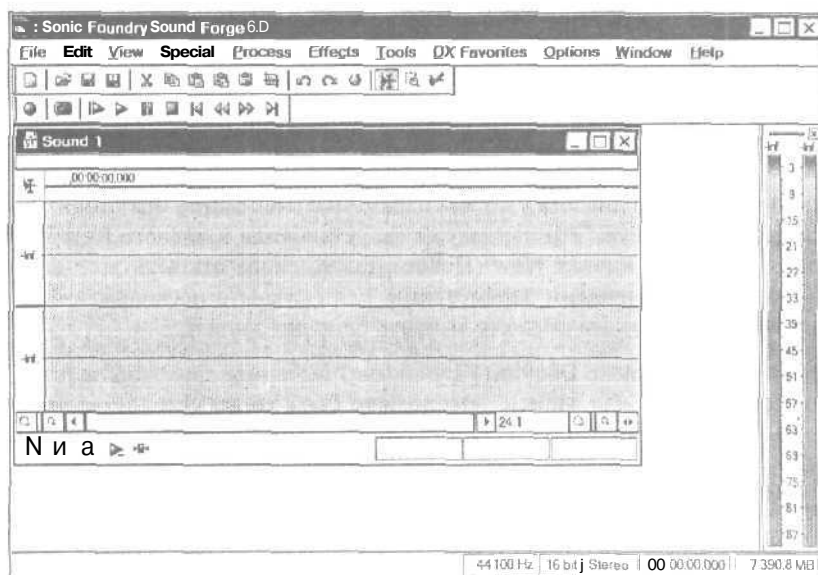 : Sonic Foundry Sound Forge 6.D
File Edit View Special Process Effects Tools DX Favorites Options Window Help
Sound 1
-Inf -Inf
00:00:00,000
3
9
15
21
-Inf
27
33
39
-Inf
45
51
57
24:1
63
N и а
69
75
81
87
44 100 Hz 16 bit j Stereo 00 00:00,000 7 390,8 MB